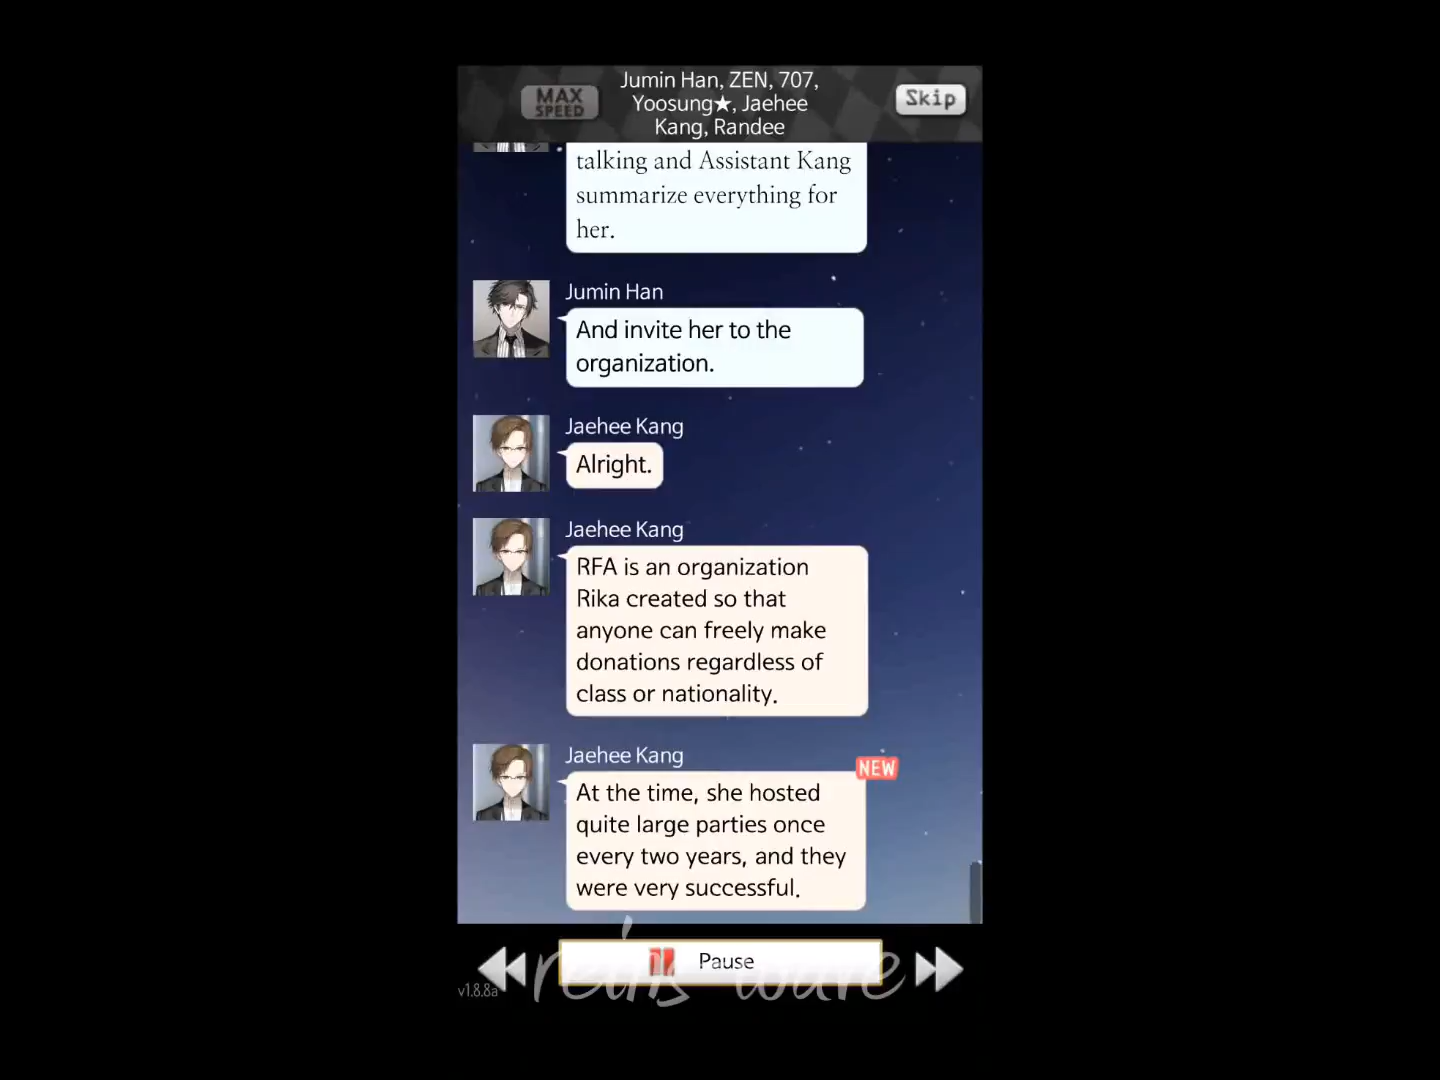 MAX
SPEED
Jumin Han, ZEN, 707,
Yoosung★, Jaehee
Kang, Randee
Skip
talking and Assistant Kang
summarize everything for
her.
Jumin Han
And invite her to the
organization.
Jaehee Kang
Alright.
Jaehee Kang
RFA is an organization
Rika created so that
anyone can freely make
donations regardless of
class or nationality.
Jaehee Kang
NEW
At the time, she hosted
quite large parties once
every two years, and they
were very successful.
Pause
v1.8.8a